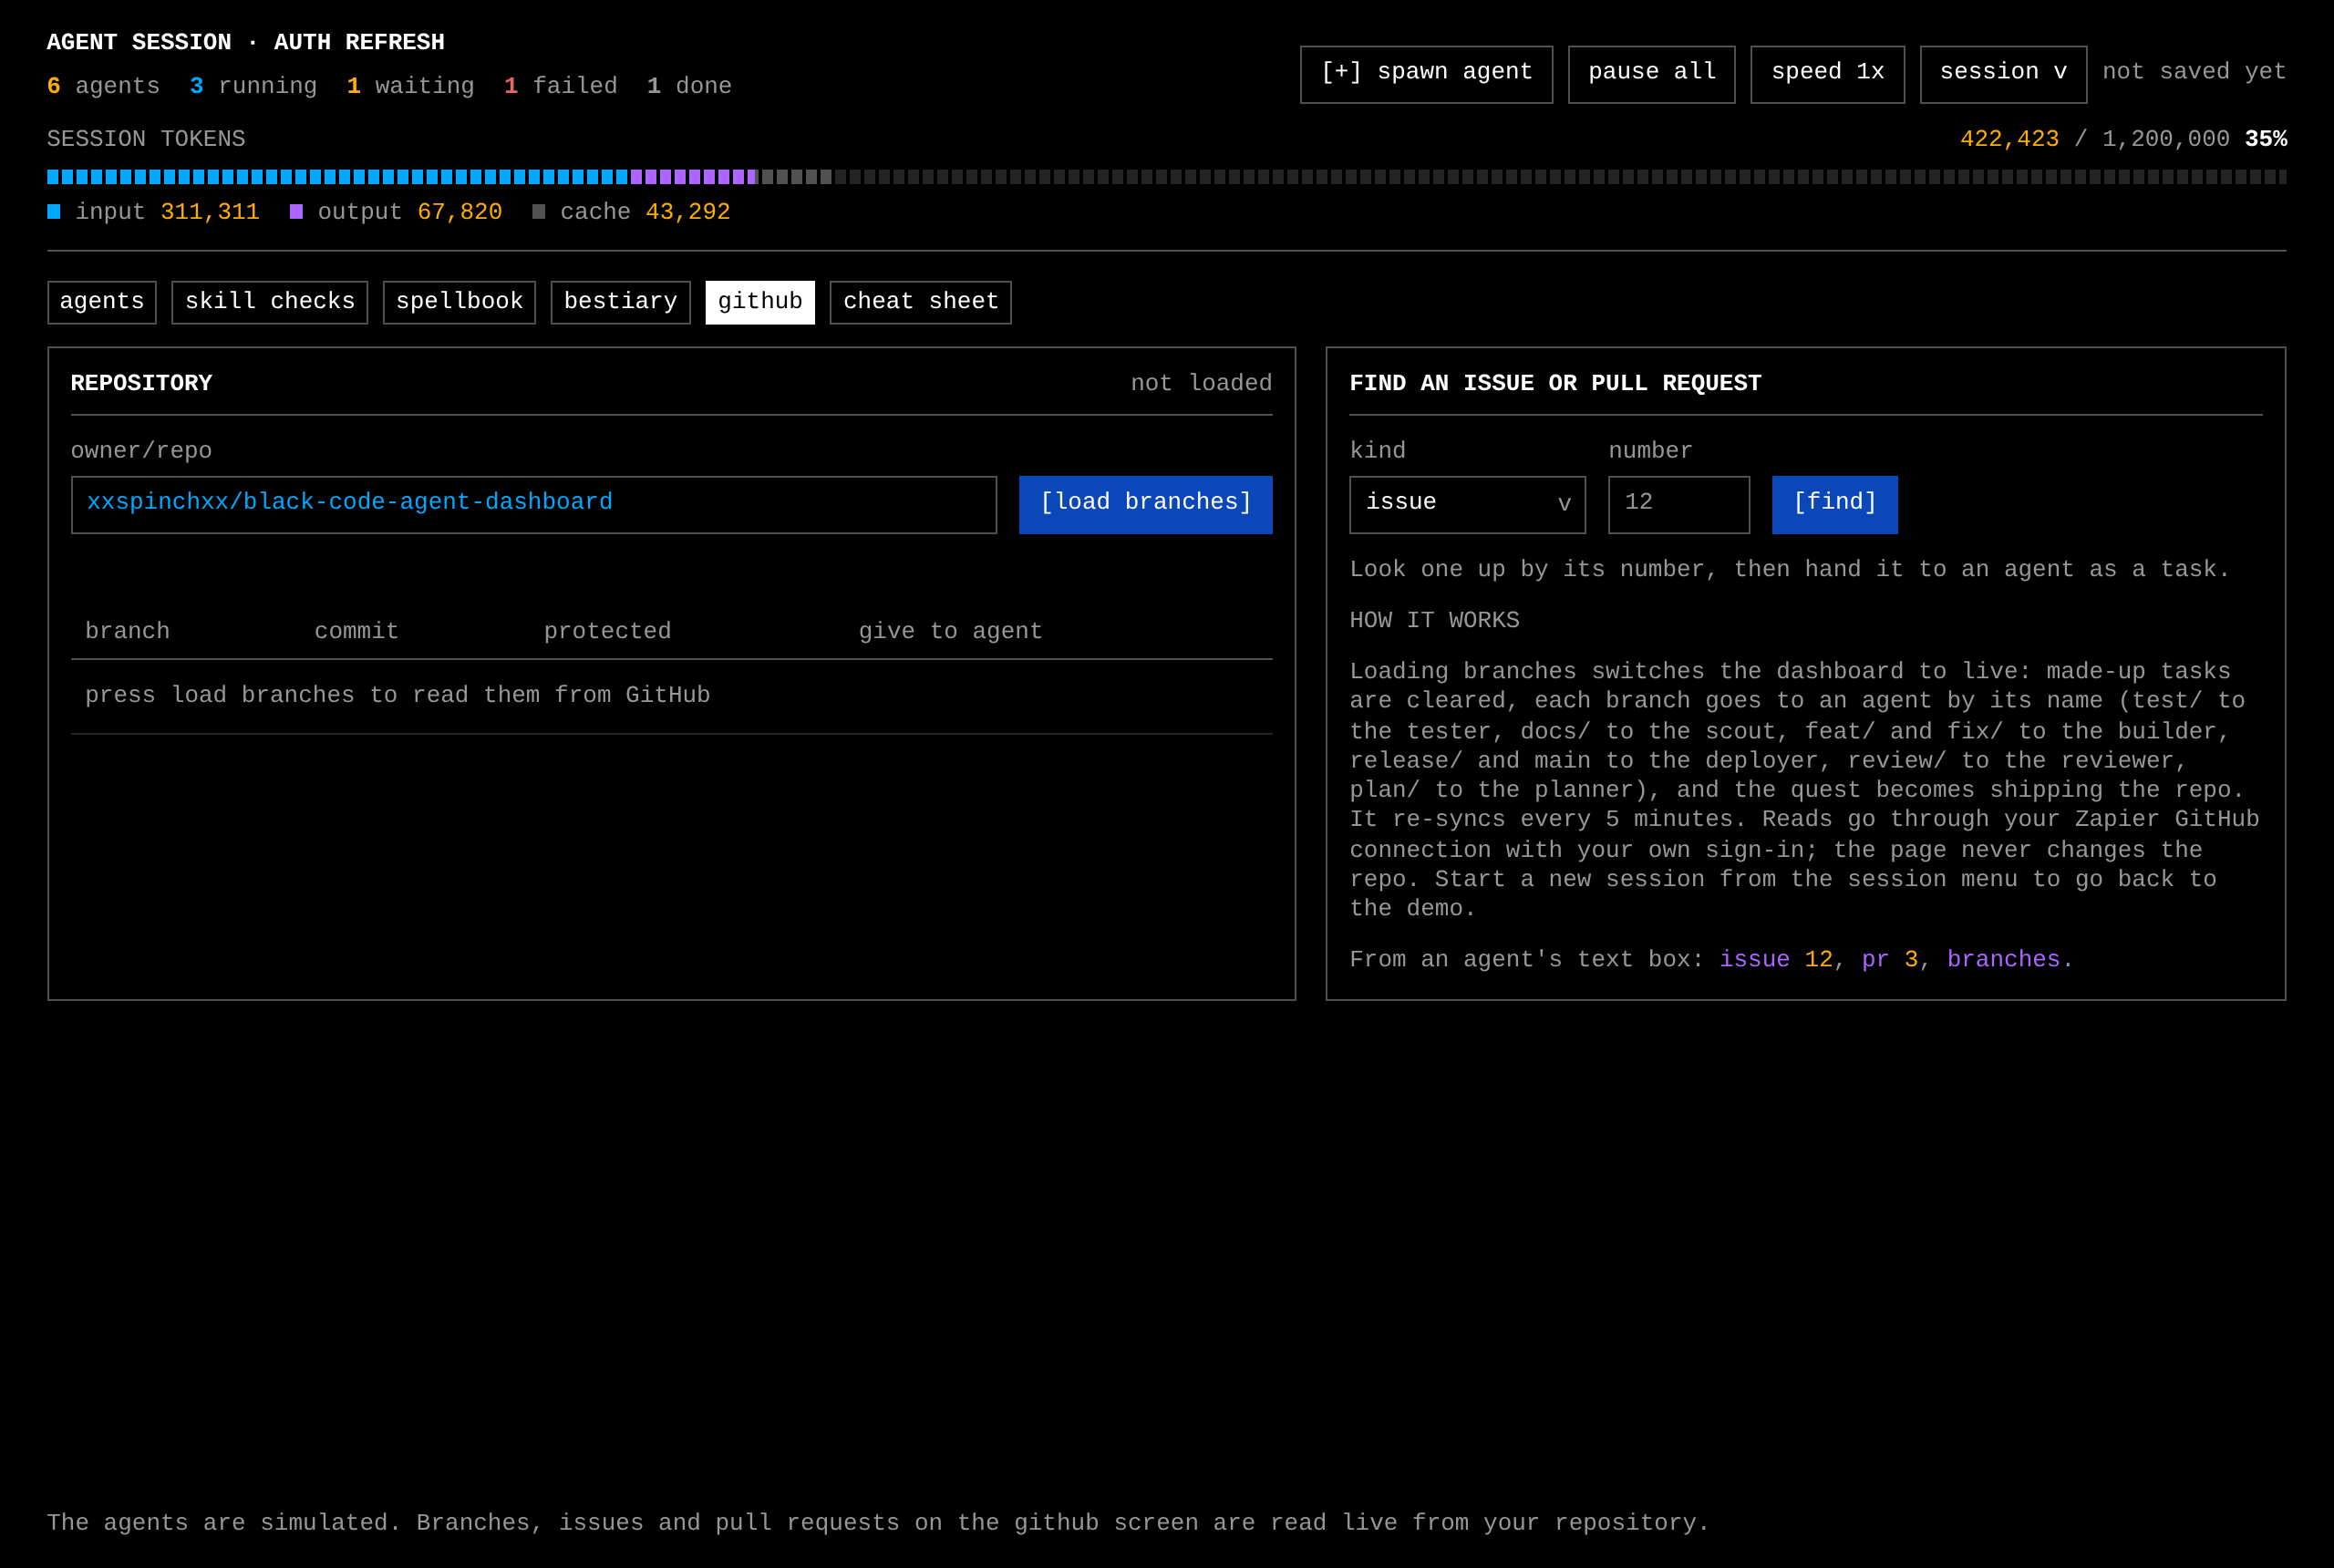 AGENT SESSION · AUTH REFRESH
6 agents 3 running 1 waiting 1 failed 1 done
[+] spawn agent
pause all
speed 1x
session v
not saved yet
SESSION TOKENS
422,423 / 1,200,000 35%
input 311,311 output 67,820 cache 43,292
agents
skill checks
spellbook
bestiary
github
cheat sheet
REPOSITORY
not loaded
owner/repo
xxspinchxx/black-code-agent-dashboard
[load branches]
branch commit protected give to agent
press load branches to read them from GitHub
FIND AN ISSUE OR PULL REQUEST
kind number
issue v
12
[find]
Look one up by its number, then hand it to an agent as a task.
HOW IT WORKS
Loading branches switches the dashboard to live: made-up tasks
are cleared, each branch goes to an agent by its name (test/ to
the tester, docs/ to the scout, feat/ and fix/ to the builder,
release/ and main to the deployer, review/ to the reviewer,
plan/ to the planner), and the quest becomes shipping the repo.
It re-syncs every 5 minutes. Reads go through your Zapier GitHub
connection with your own sign-in; the page never changes the
repo. Start a new session from the session menu to go back to
the demo.
From an agent's text box: issue 12, pr 3, branches.
The agents are simulated. Branches, issues and pull requests on the github screen are read live from your repository.